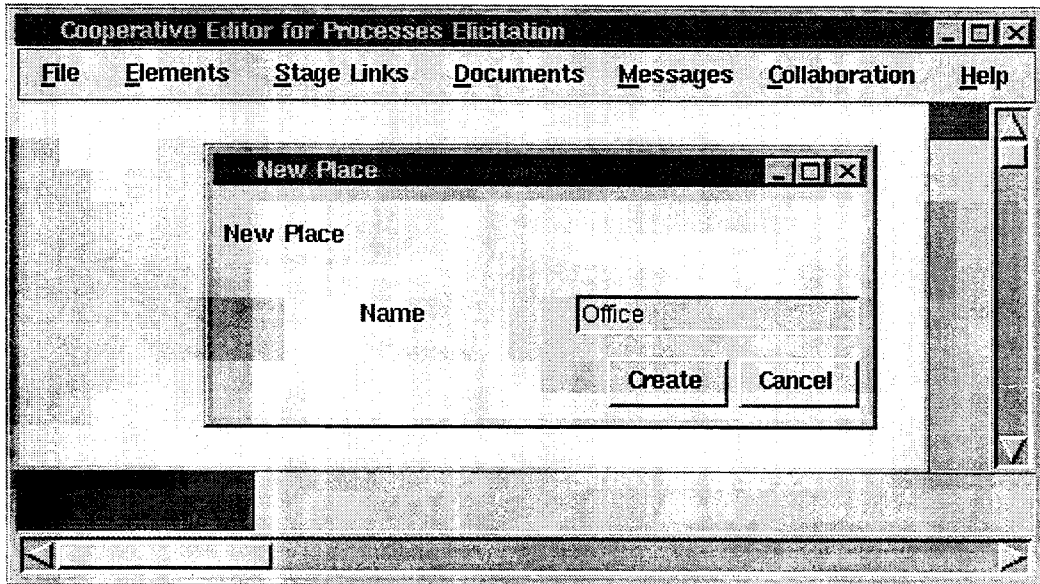 Cooperative Editor for Processes Elicitation
File Elements Stage Links Documents Messages Collaboration Help
New Place
New Place
Name Office
Create Cancel